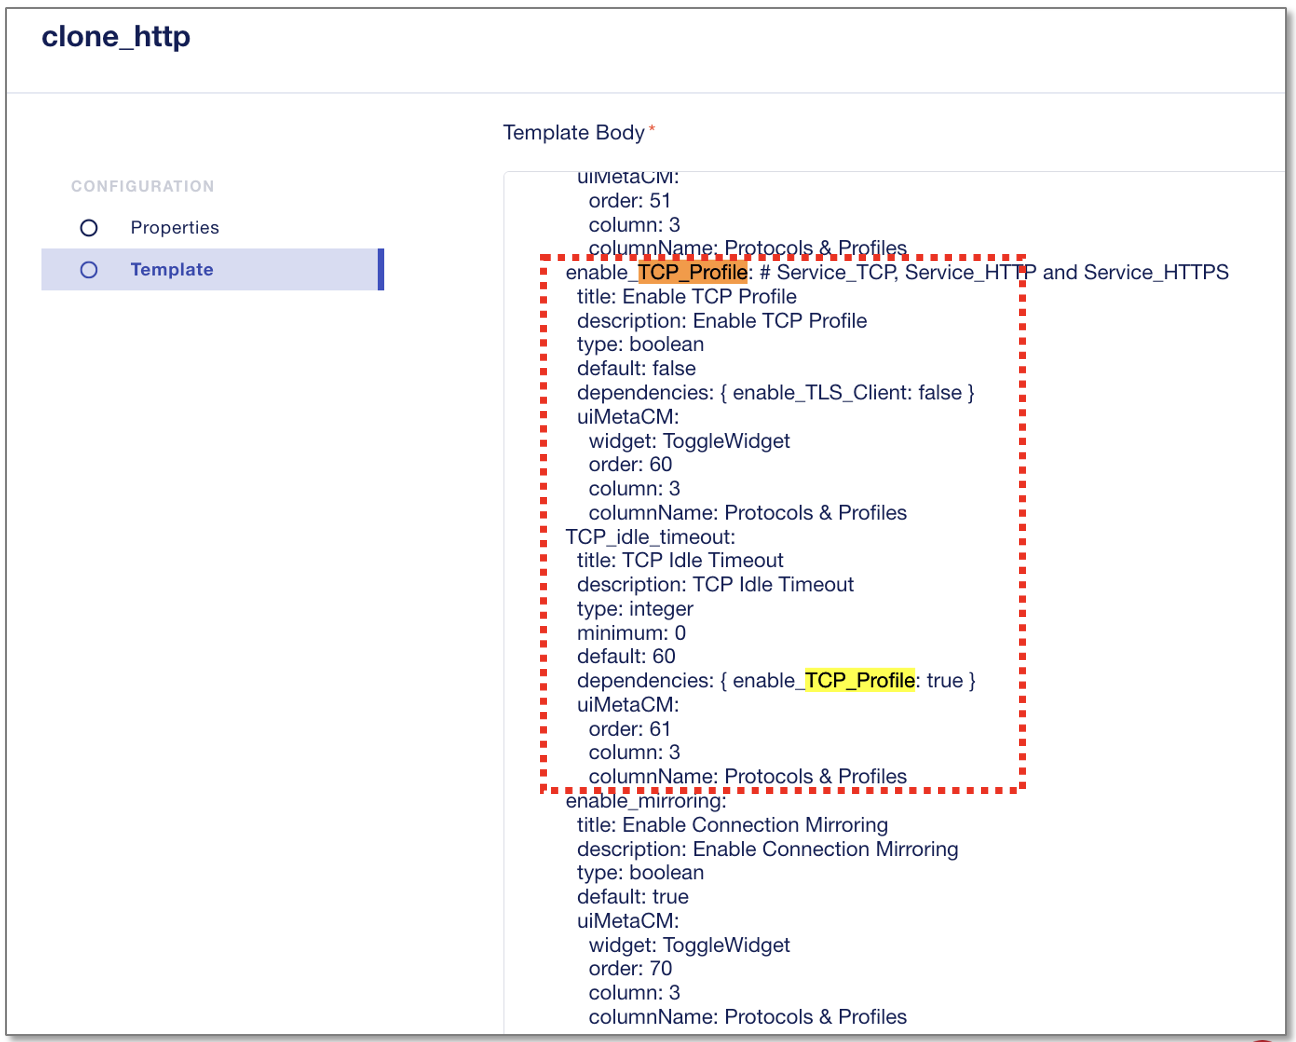 clone_http
Template Body*
CONFIGURATION
Properties
Template
uiMetaCM:
order: 51
column: 3
columnName: Protocols & Profiles
enable_TCP_Profile: # Service_TCP, Service_HTTP and Service_HTTPS
title: Enable TCP Profile
description: Enable TCP Profile
type: boolean
default: false
dependencies: { enable_TLS_Client: false }
uiMetaCM:
widget: ToggleWidget
order: 60
column: 3
columnName: Protocols & Profiles
TCP_idle_timeout:
title: TCP Idle Timeout
description: TCP Idle Timeout
type: integer
minimum: 0
default: 60
dependencies: { enable_TCP_Profile: true }
uiMetaCM:
order: 61
column: 3
columnName: Protocols & Profiles
enable_mirroring:
title: Enable Connection Mirroring
description: Enable Connection Mirroring
type: boolean
default: true
uiMetaCM:
widget: ToggleWidget
order: 70
column: 3
columnName: Protocols & Profiles